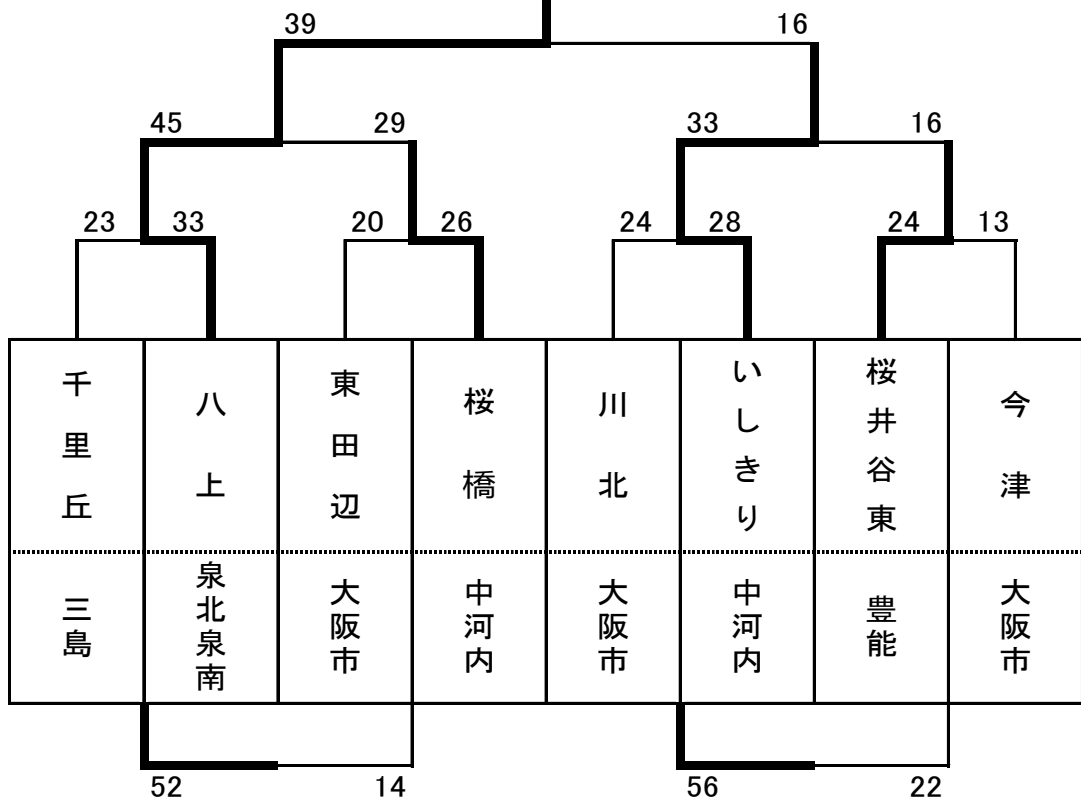 39 16
45 29 33 16
23 33 20 26 24 28 24 13
千里丘
八上
東田辺
桜橋
川北
いしきり
桜井谷東
今津
三島
泉北泉南
大阪市
中河内
大阪市
中河内
豊能
大阪市
52 14 56 22